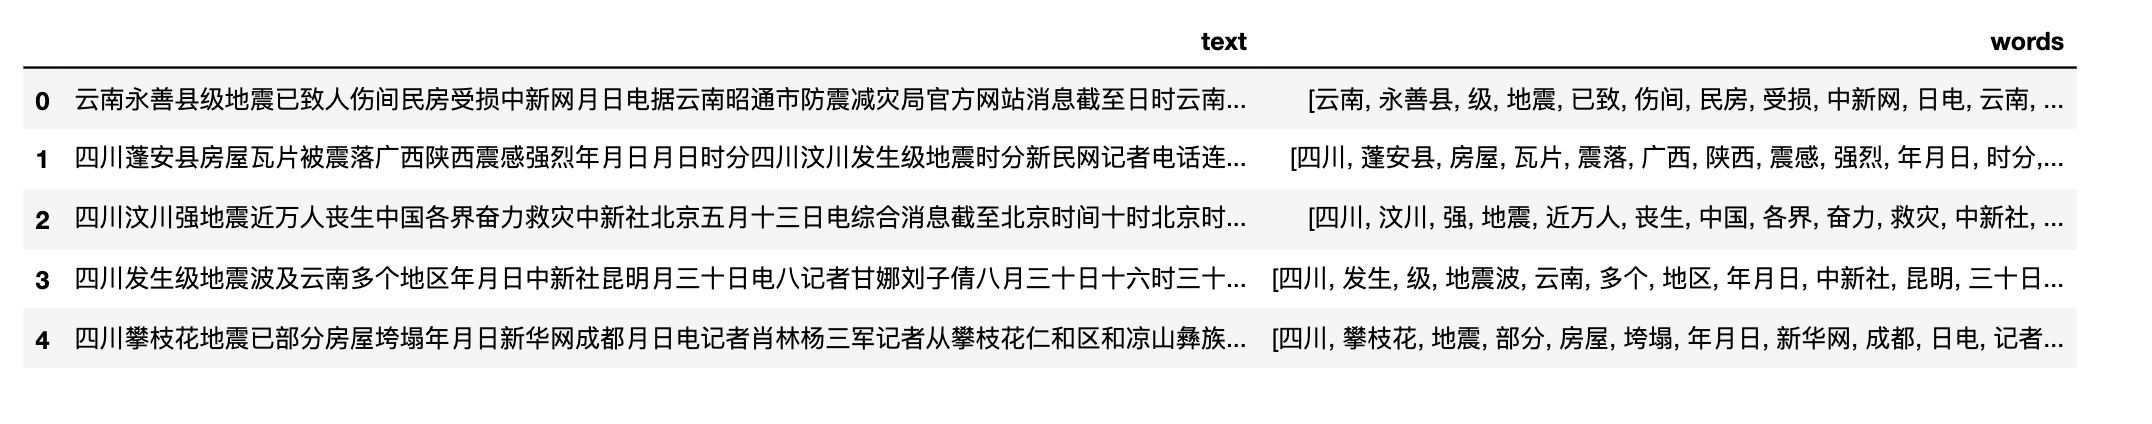 text words
0 云南永善县级地震已致人伤间民房受损中新网月日电据云南昭通市防震减灾局官方网站消息截至日时云南... [云南, 永善县, 级, 地震, 已致, 伤间, 民房, 受损, 中新网, 日电, 云南, ...
1 四川蓬安县房屋瓦片被震落广西陕西震感强烈年月日月日时分四川汶川发生级地震时分新民网记者电话连... [四川, 蓬安县, 房屋, 瓦片, 震落, 广西, 陕西, 震感, 强烈, 年月日, 时分,...
2 四川汶川强地震近万人丧生中国各界奋力救灾中新社北京五月十三日电综合消息截至北京时间十时北京时... [四川, 汶川, 强, 地震, 近万人, 丧生, 中国, 各界, 奋力, 救灾, 中新社, ...
3 四川发生级地震波及云南多个地区年月日中新社昆明月三十日电八记者甘娜刘子倩八月三十日十六时三十... [四川, 发生, 级, 地震波, 云南, 多个, 地区, 年月日, 中新社, 昆明, 三十日...
4 四川攀枝花地震已部分房屋垮塌年月日新华网成都月日电记者肖林杨三军记者从攀枝花仁和区和凉山彝族... [四川, 攀枝花, 地震, 部分, 房屋, 垮塌, 年月日, 新华网, 成都, 日电, 记者...